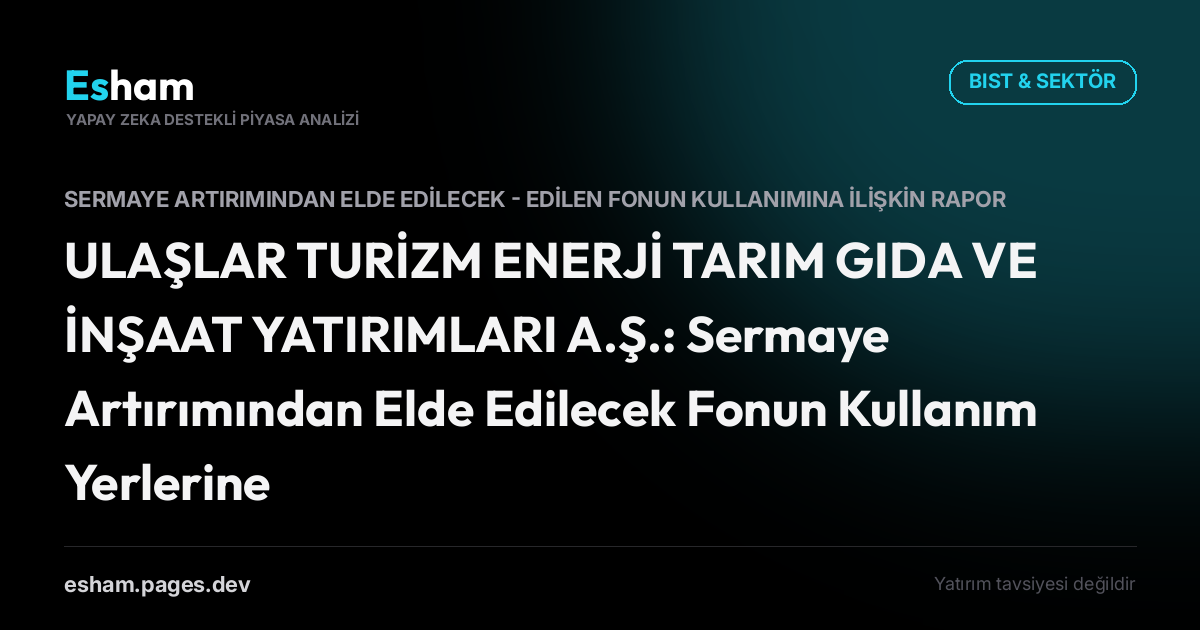 Esham
BIST & SEKTÖR
YAPAY ZEKA DESTEKLİ PİYASA ANALİZİ
SERMAYE ARTIRIMINDAN ELDE EDİLECEK - EDİLEN FONUN KULLANIMINA İLİŞKİN RAPOR
ULAŞLAR TURİZM ENERJİ TARIM GIDA VE
İNŞAAT YATIRIMLARI A.Ş.: Sermaye
Artırımından Elde Edilecek Fonun Kullanım
Yerlerine
esham.pages.dev
Yatırım tavsiyesi değildir